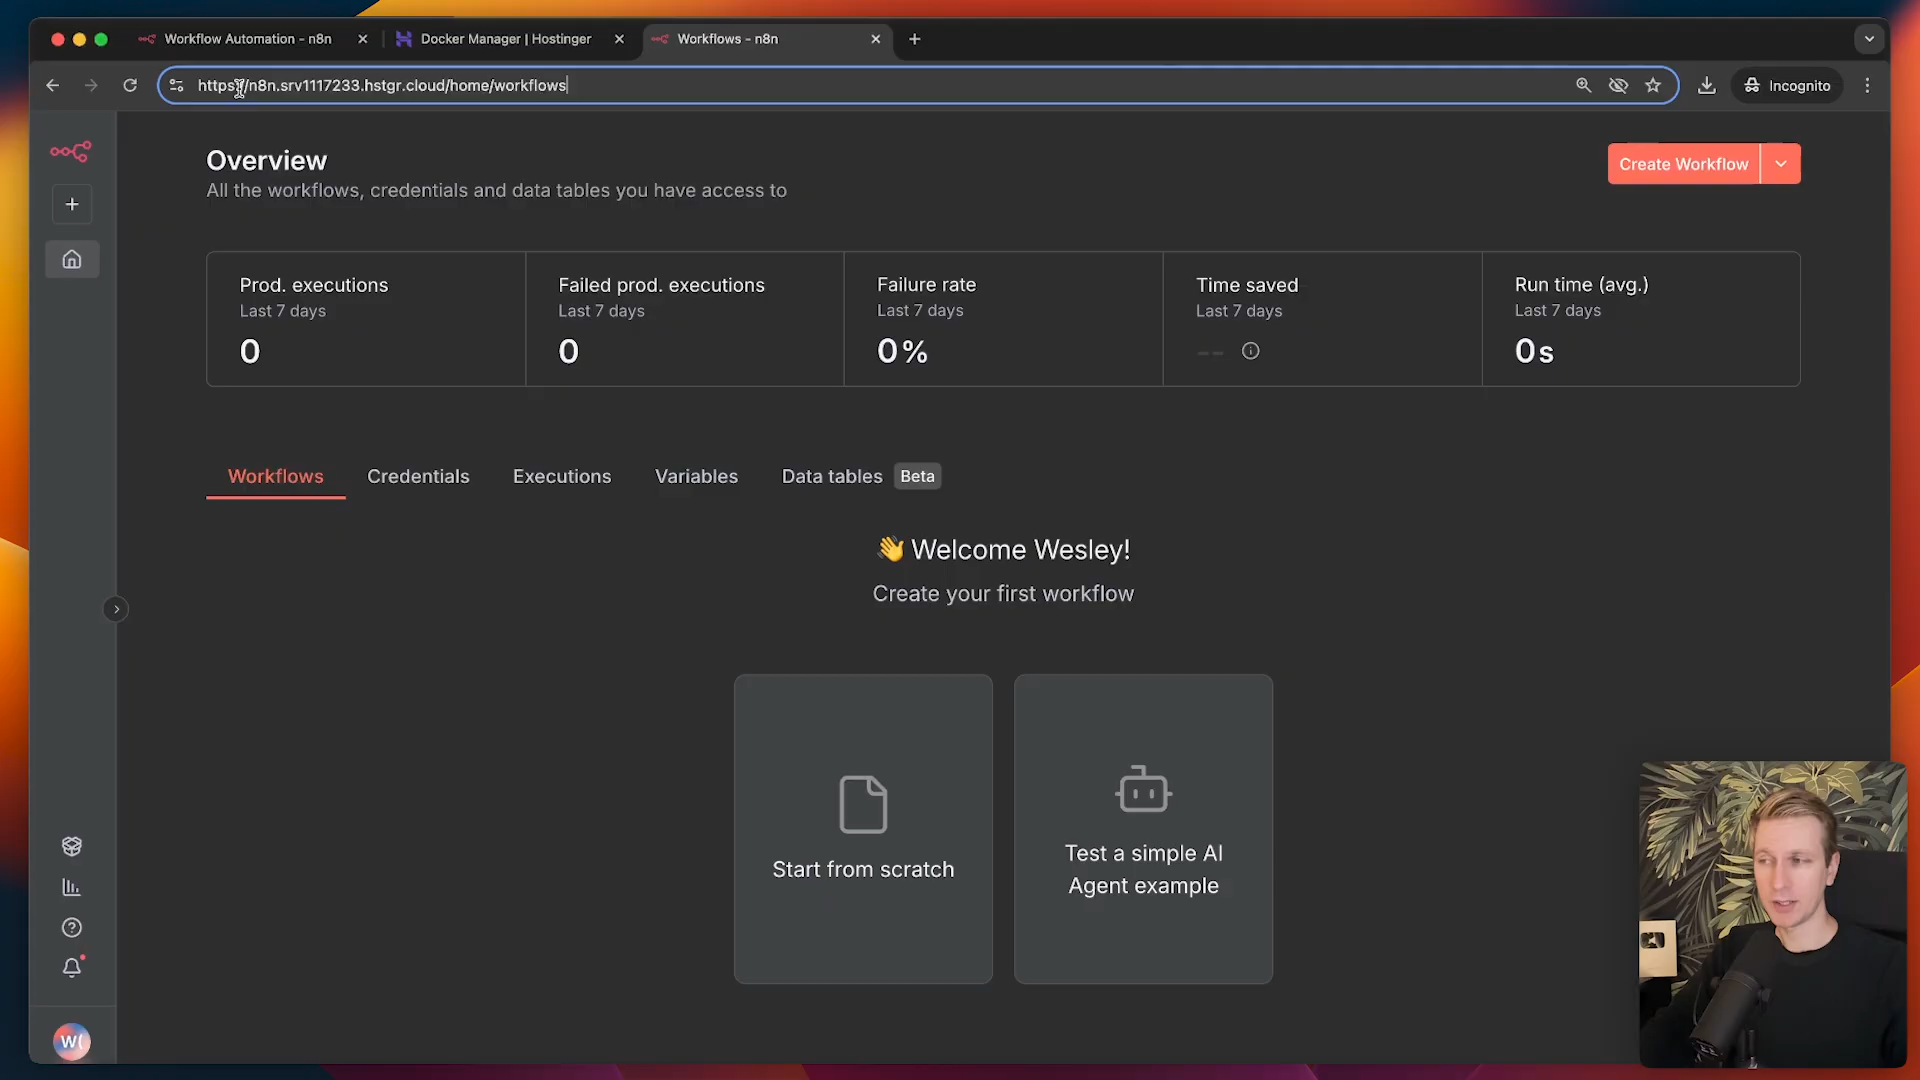 Workflow Automation - n8n
Docker Manager | Hostinger
Workflows - n8n
https://n8n.srv1117233.hstgr.cloud/home/workflows
Incognito
Overview
All the workflows, credentials and data tables you have access to
Create Workflow
Prod. executions
Last 7 days
0
Failed prod. executions
Last 7 days
0
Failure rate
Last 7 days
0%
Time saved
Last 7 days
--
Run time (avg.)
Last 7 days
0s
Workflows
Credentials
Executions
Variables
Data tables
Beta
👋 Welcome Wesley!
Create your first workflow
Start from scratch
Test a simple AI
Agent example
W(